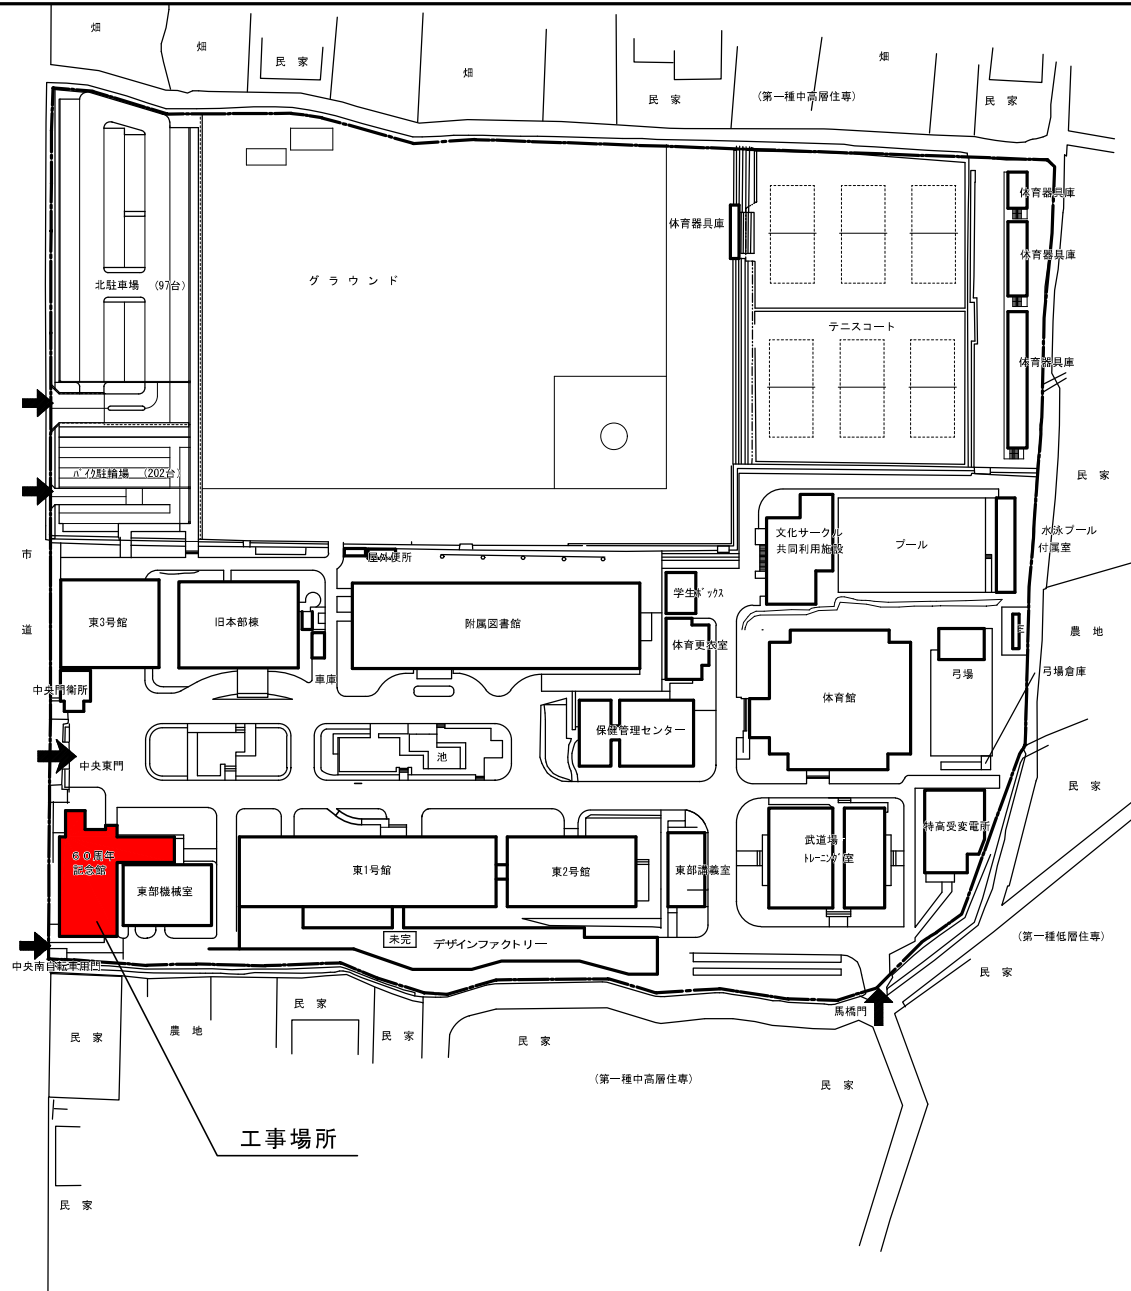 畑
畑
民 家
畑
民 家
(第一種中高層住専)
畑
民 家
体育器具庫
体育器具庫
体育器具庫
グ ラ ウ ン ド
北駐車場 (97台)
テニスコート
体育器具庫
バイク駐輪場 (202台)
民 家
文化サークル
共同利用施設
プール
水泳プール
付属室
市
道
屋外便所
学生ボックス
東3号館
旧本部棟
附属図書館
体育更衣室
農 地
車庫
中央門衛所
弓場
弓場倉庫
体育館
保健管理センター
池
中央東門
民 家
60周年
記念館
東部機械室
東1号館
東2号館
東部講義室
武道場
トレーニング室
特高受変電所
未完
デザインファクトリー
(第一種低層住専)
中央南自転車用門
民 家
民 家
馬橋門
農 地
民 家
民 家
民 家
(第一種中高層住専)
民 家
工事場所
民 家